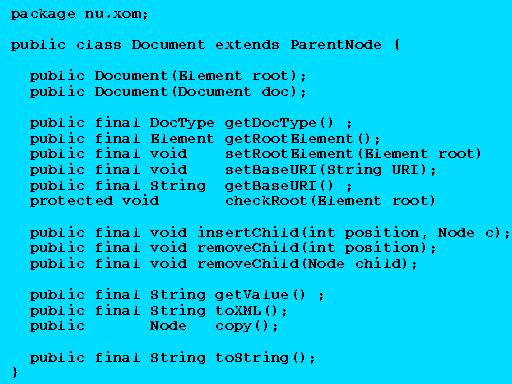 package nu.xom;
public class Document extends ParentNode {
public Document(Element root);
public Document(Document doc);
public final DocType getDocType() ;
public final Element getRootElement();
public final void setRootElement(Element root)
public final void setBaseURI(String URI);
public final String getBaseURI() ;
protected void checkRoot(Element root)
public final void insertChild(int position, Node c);
public final void removeChild(int position);
public final void removeChild(Node child);
public final String getValue() ;
public final String toXML();
public Node copy();
public final String toString();
}